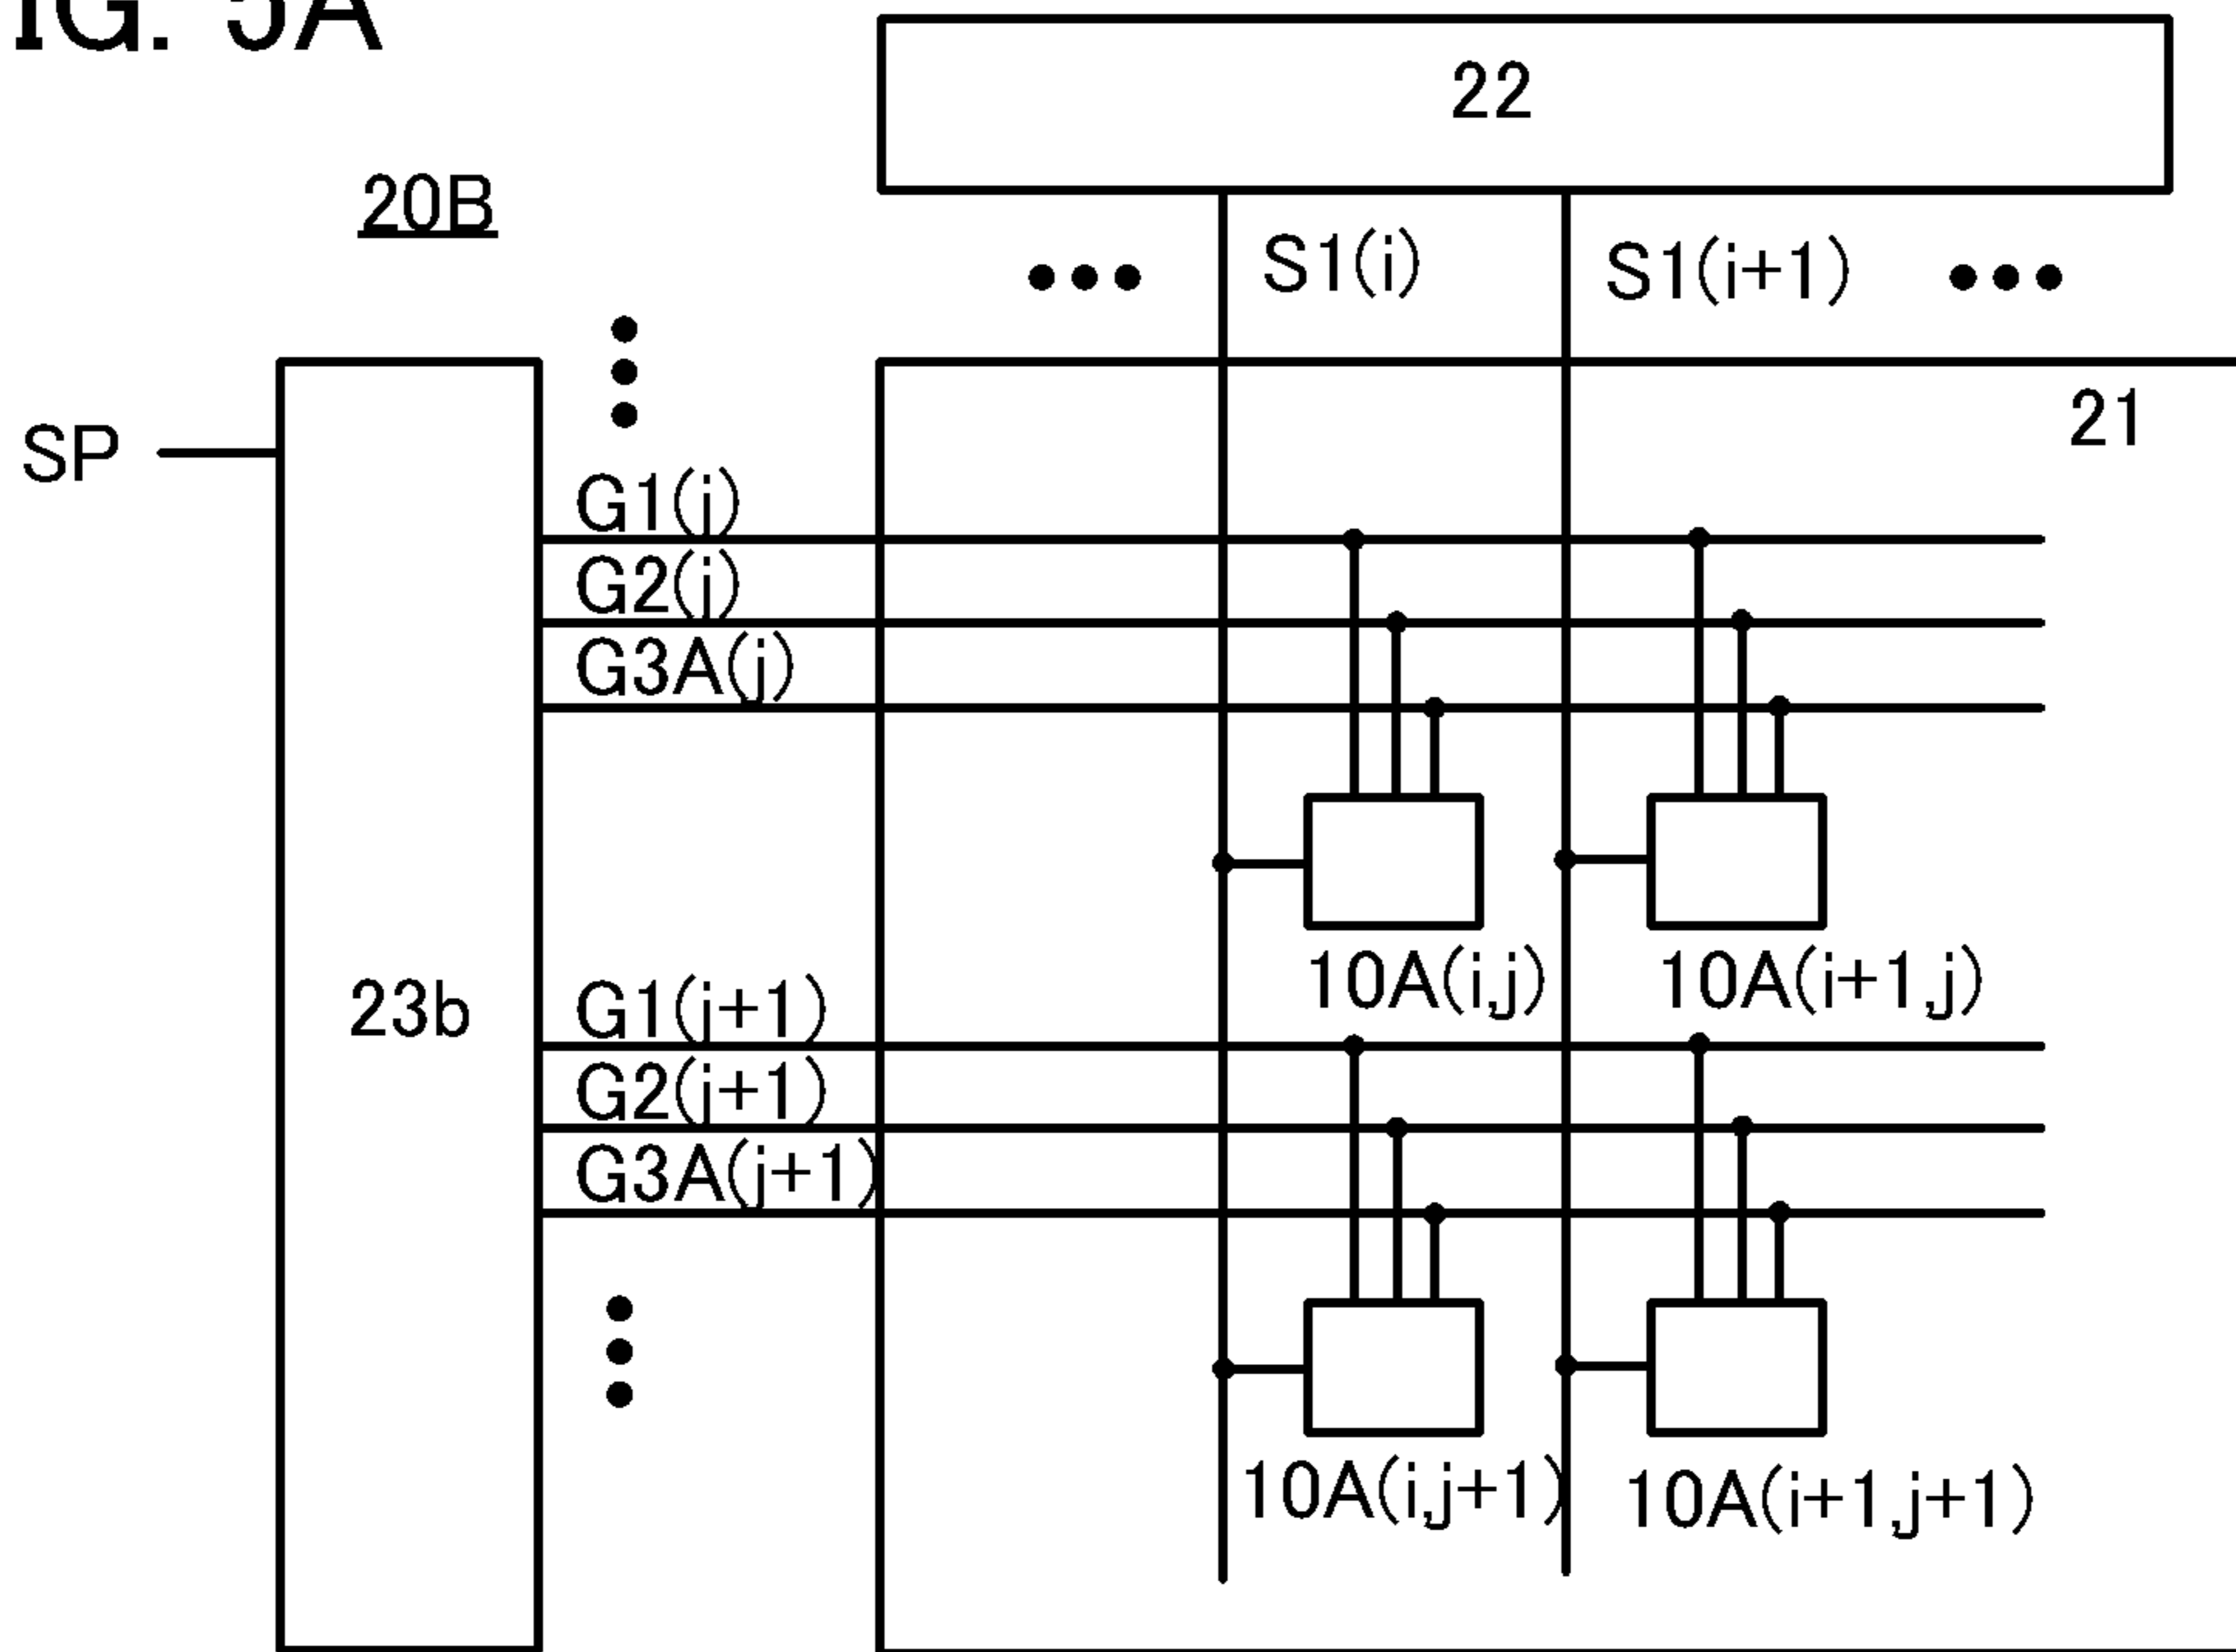 IG. 5A
22
20B
S1(i)
S1(i+1)
21
SP
G1(j)
G2(j)
G3A(j)
10A(i,j)
10A(i+1,j)
23b
G1(j+1)
G2(j+1)
G3A(j+1)
10A(i,j+1)
10A(i+1,j+1)